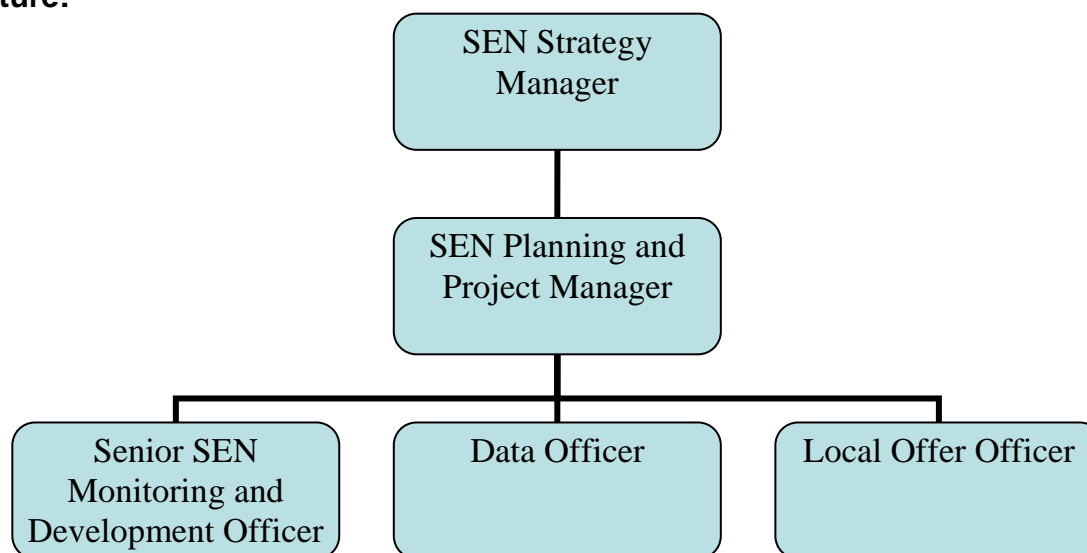 SEN Strategy
Manager
SEN Planning and
Project Manager
Senior SEN
Monitoring and
Development Officer
Data Officer
Local Offer Officer